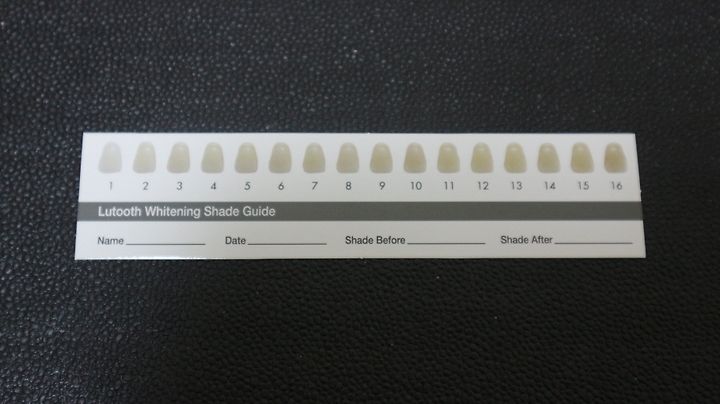 1 2 3 4 5 6 7 8 9 10 11 12 13 14 15 16
Lutooth Whitening Shade Guide
Name Date Shade Before Shade After